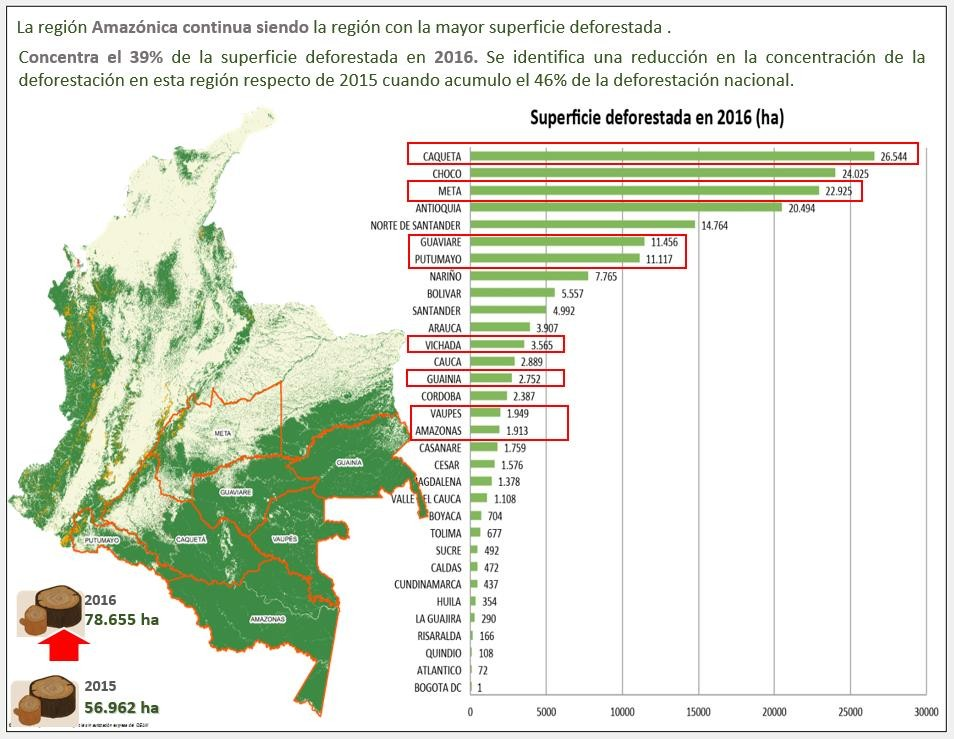 La región Amazónica continua siendo la región con la mayor superficie deforestada .
Concentra el 39% de la superficie deforestada en 2016. Se identifica una reducción en la concentración de la
deforestación en esta región respecto de 2015 cuando acumulo el 46% de la deforestación nacional.
Superficie deforestada en 2016 (ha)
CAQUETA 26.544
CHOCO 24.025
META 22.925
ANTIOQUIA 20.494
NORTE DE SANTANDER 14.764
GUAVIARE 11.456
PUTUMAYO 11.117
NARIÑO 7.765
BOLIVAR 5.557
SANTANDER 4.992
ARAUCA 3.907
VICHADA 3.565
CAUCA 2.889
GUAINIA 2.752
CORDOBA 2.387
VAUPES 1.949
AMAZONAS 1.913
CASANARE 1.759
CESAR 1.576
AGDALENA 1.378
VALLE DEL CAUCA 1.108
BOYACA 704
TOLIMA 677
SUCRE 492
CALDAS 472
CUNDINAMARCA 437
HUILA 354
LA GUAJIRA 290
RISARALDA 166
QUINDIO 108
ATLANTICO 72
BOGOTA DC 1
0 5000 10000 15000 20000 25000 30000
META
GUAINÍA
GUAVIARE
PUTUMAYO
CAQUETÁ
VAUPÉS
AMAZONAS
2016
78.655 ha
2015
56.962 ha